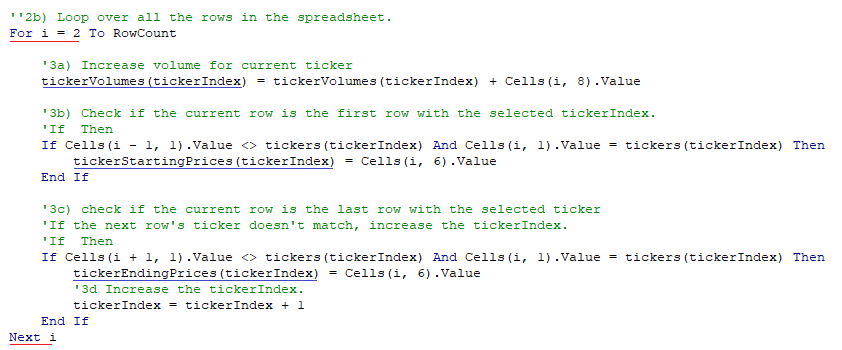 ''2b) Loop over all the rows in the spreadsheet.
For i = 2 To RowCount
'3a) Increase volume for current ticker
tickerVolumes(tickerIndex) = tickerVolumes(tickerIndex) + Cells(i, 8).Value
'3b) Check if the current row is the first row with the selected tickerIndex.
'If  Then
If Cells(i - 1, 1).Value <> tickers(tickerIndex) And Cells(i, 1).Value = tickers(tickerIndex) Then
tickerStartingPrices(tickerIndex) = Cells(i, 6).Value
End If
'3c) check if the current row is the last row with the selected ticker
'If the next row's ticker doesn't match, increase the tickerIndex.
'If  Then
If Cells(i + 1, 1).Value <> tickers(tickerIndex) And Cells(i, 1).Value = tickers(tickerIndex) Then
tickerEndingPrices(tickerIndex) = Cells(i, 6).Value
'3d Increase the tickerIndex.
tickerIndex = tickerIndex + 1
End If
Next i